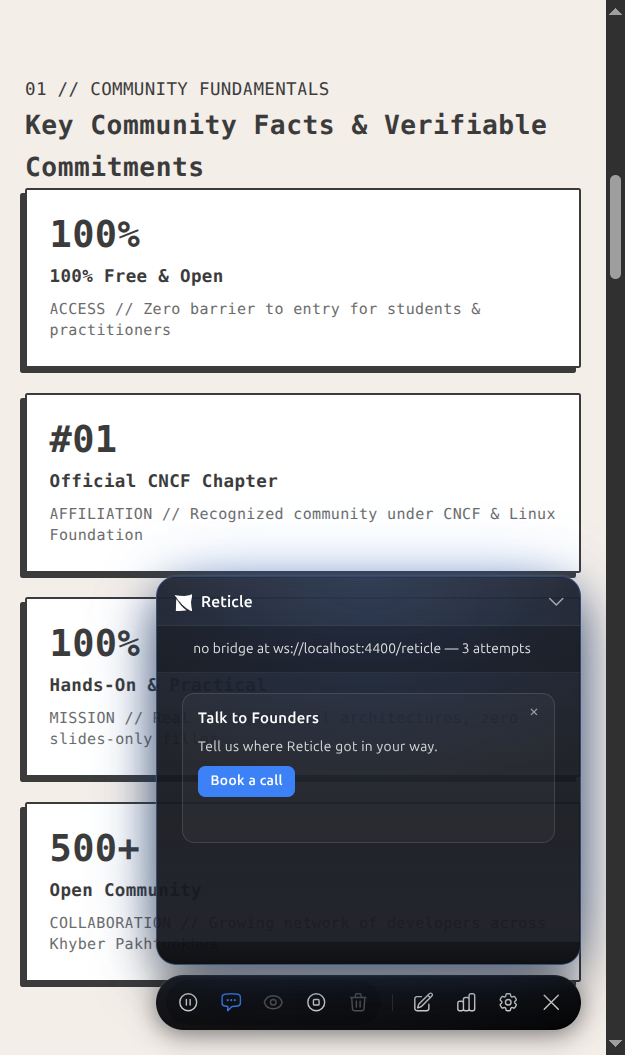 01 // COMMUNITY FUNDAMENTALS
Key Community Facts & Verifiable
Commitments
100%
100% Free & Open
ACCESS // Zero barrier to entry for students &
practitioners
#01
Official CNCF Chapter
AFFILIATION // Recognized community under CNCF & Linux
Foundation
100%
Hands-On & Practical
MISSION // architectures, zero
slides-only
500+
Open Community
COLLABORATION // Growing network of developers across
Khyber
Reticle
no bridge at ws://localhost:4400/reticle — 3 attempts
Talk to Founders
×
Tell us where Reticle got in your way.
Book a call